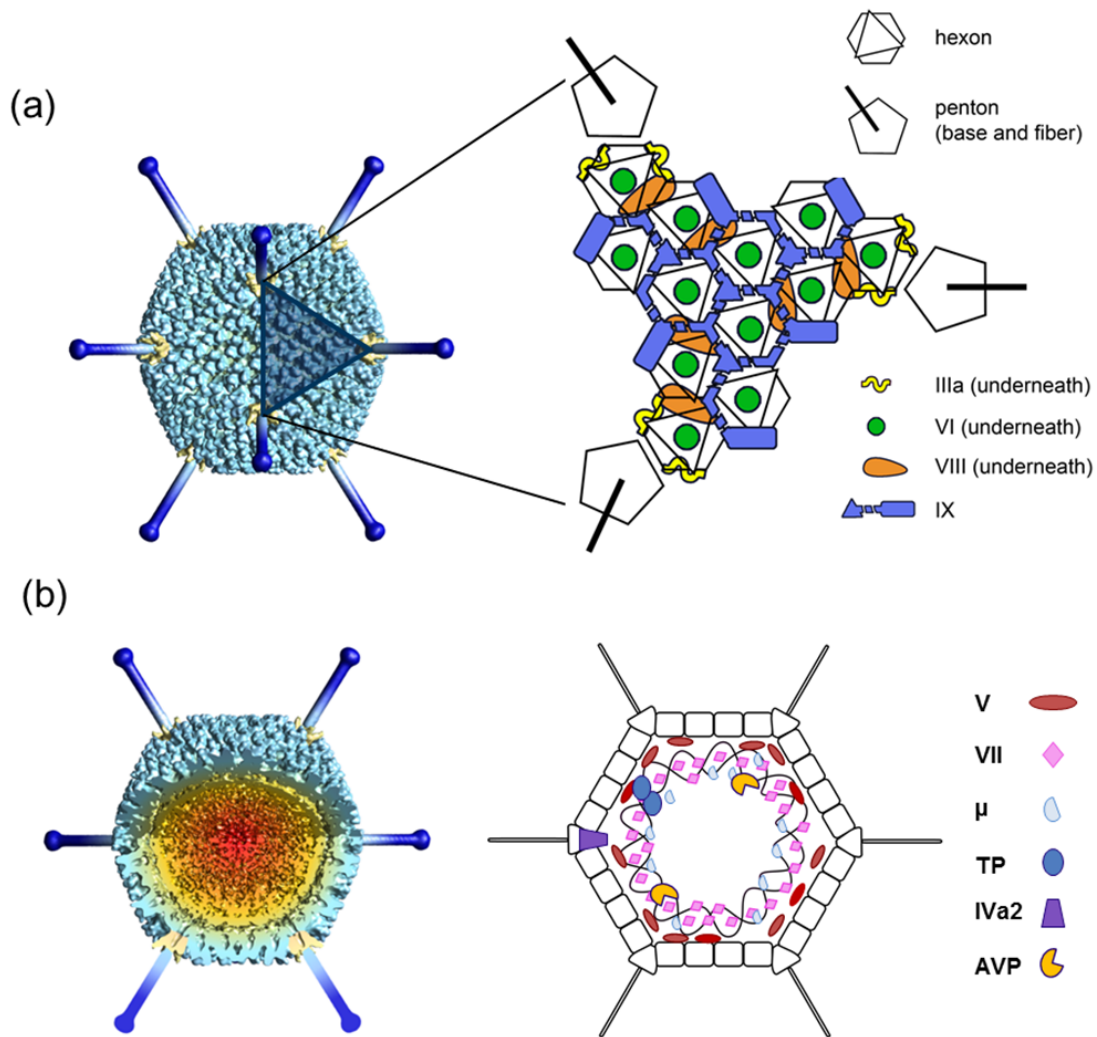 (a)
hexon
penton
(base and fiber)
IIIa (underneath)
VI (underneath)
VIII (underneath)
IX
(b)
V
VII
μ
TP
IVa2
AVP